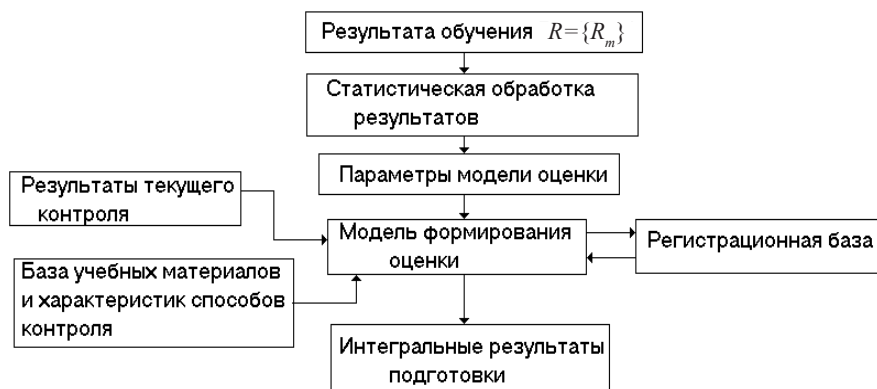 Результата обучения R={Rm}
Статистическая обработка
результатов
Параметры модели оценки
Результаты текущего
контроля
Модель формирования
оценки
Регистрационная база
База учебных материалов
и характеристик способов
контроля
Интегральные результаты
подготовки